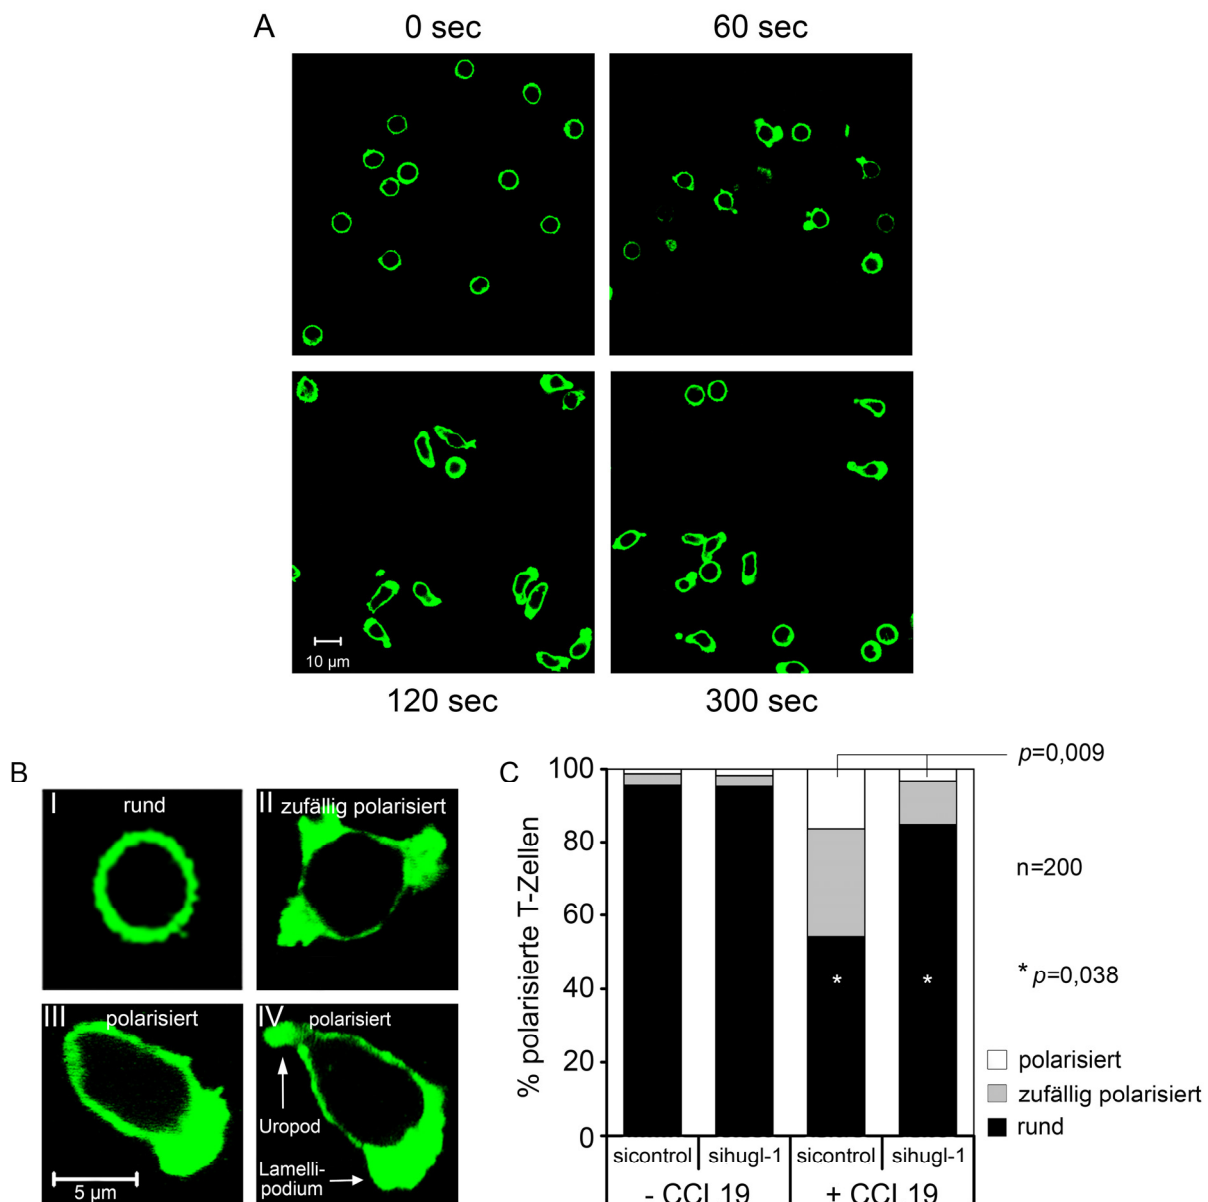 A
0 sec
60 sec
10 µm
120 sec
300 sec
B
I
rund
II
zufällig polarisiert
III
polarisiert
5 µm
IV
polarisiert
Uropod
Lamelli-
podium
C
% polarisierte T-Zellen
100
80
60
40
20
0
*
*
sicontrol
sihugl-1
sicontrol
sihugl-1
- CCL19
+ CCL19
p=0,009
n=200
* p=0,038
polarisiert
zufällig polarisiert
rund